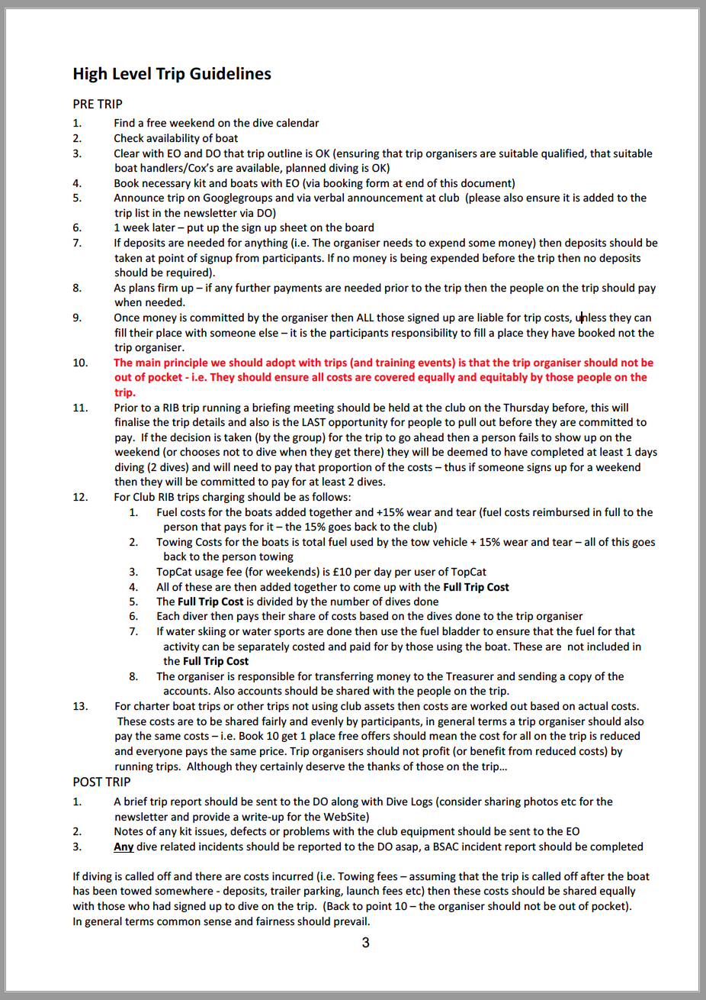 High Level Trip Guidelines
PRE TRIP
1. Find a free weekend on the dive calendar
2. Check availability of boat
3. Clear with EO and DO that trip outline is OK (ensuring that trip organisers are suitable qualified, that suitable
boat handlers/Cox's are available, planned diving is OK)
4. Book necessary kit and boats with EO (via booking form at end of this document)
5. Announce trip on Googlegroups and via verbal announcement at club (please also ensure it is added to the
trip list in the newsletter via DO)
6. 1 week later – put up the sign up sheet on the board
7. If deposits are needed for anything (i.e. The organiser needs to expend some money) then deposits should be
taken at point of signup from participants. If no money is being expended before the trip then no deposits
should be required).
8. As plans firm up – if any further payments are needed prior to the trip then the people on the trip should pay
when needed.
9. Once money is committed by the organiser then ALL those signed up are liable for trip costs, unless they can
fill their place with someone else – it is the participants responsibility to fill a place they have booked not the
trip organiser.
10. The main principle we should adopt with trips (and training events) is that the trip organiser should not be
out of pocket - i.e. They should ensure all costs are covered equally and equitably by those people on the
trip.
11. Prior to a RIB trip running a briefing meeting should be held at the club on the Thursday before, this will
finalise the trip details and also is the LAST opportunity for people to pull out before they are committed to
pay. If the decision is taken (by the group) for the trip to go ahead then a person fails to show up on the
weekend (or chooses not to dive when they get there) they will be deemed to have completed at least 1 days
diving (2 dives) and will need to pay that proportion of the costs – thus if someone signs up for a weekend
then they will be committed to pay for at least 2 dives.
12. For Club RIB trips charging should be as follows:
1. Fuel costs for the boats added together and +15% wear and tear (fuel costs reimbursed in full to the
person that pays for it – the 15% goes back to the club)
2. Towing Costs for the boats is total fuel used by the tow vehicle + 15% wear and tear – all of this goes
back to the person towing
3. TopCat usage fee (for weekends) is £10 per day per user of TopCat
4. All of these are then added together to come up with the Full Trip Cost
5. The Full Trip Cost is divided by the number of dives done
6. Each diver then pays their share of costs based on the dives done to the trip organiser
7. If water skiing or water sports are done then use the fuel bladder to ensure that the fuel for that
activity can be separately costed and paid for by those using the boat. These are not included in
the Full Trip Cost
8. The organiser is responsible for transferring money to the Treasurer and sending a copy of the
accounts. Also accounts should be shared with the people on the trip.
13. For charter boat trips or other trips not using club assets then costs are worked out based on actual costs.
These costs are to be shared fairly and evenly by participants, in general terms a trip organiser should also
pay the same costs – i.e. Book 10 get 1 place free offers should mean the cost for all on the trip is reduced
and everyone pays the same price. Trip organisers should not profit (or benefit from reduced costs) by
running trips. Although they certainly deserve the thanks of those on the trip...
POST TRIP
1. A brief trip report should be sent to the DO along with Dive Logs (consider sharing photos etc for the
newsletter and provide a write-up for the WebSite)
2. Notes of any kit issues, defects or problems with the club equipment should be sent to the EO
3. Any dive related incidents should be reported to the DO asap, a BSAC incident report should be completed
If diving is called off and there are costs incurred (i.e. Towing fees – assuming that the trip is called off after the boat
has been towed somewhere - deposits, trailer parking, launch fees etc) then these costs should be shared equally
with those who had signed up to dive on the trip. (Back to point 10 – the organiser should not be out of pocket).
In general terms common sense and fairness should prevail.
3